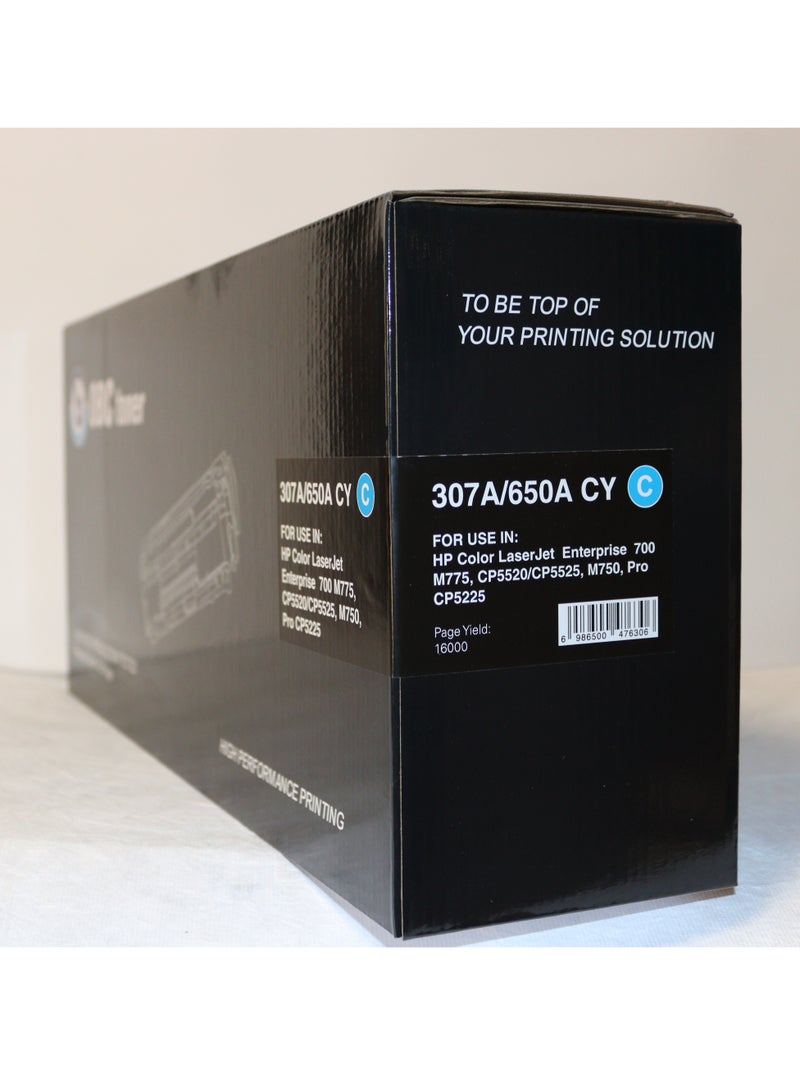 toner
307A/650A CY C
FOR USE IN:
HP Color LaserJet
Enterprise 700 M775,
CP5520/CP5525, M750,
Pro CP5225
HIGH PERFORMANCE PRINTING
TO BE TOP OF
YOUR PRINTING SOLUTION
307A/650A CY C
FOR USE IN:
HP Color LaserJet Enterprise 700
M775, CP5520/CP5525, M750, Pro
CP5225
Page Yield:
16000
6 986500 476306